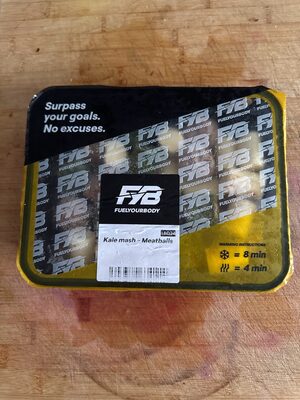 Surpass
your goals.
No excuses.
FYB
FUELYOURBODY
Kale mash - Meatballs
WARMING INSTRUCTIONS
= 8 min
= 4 min